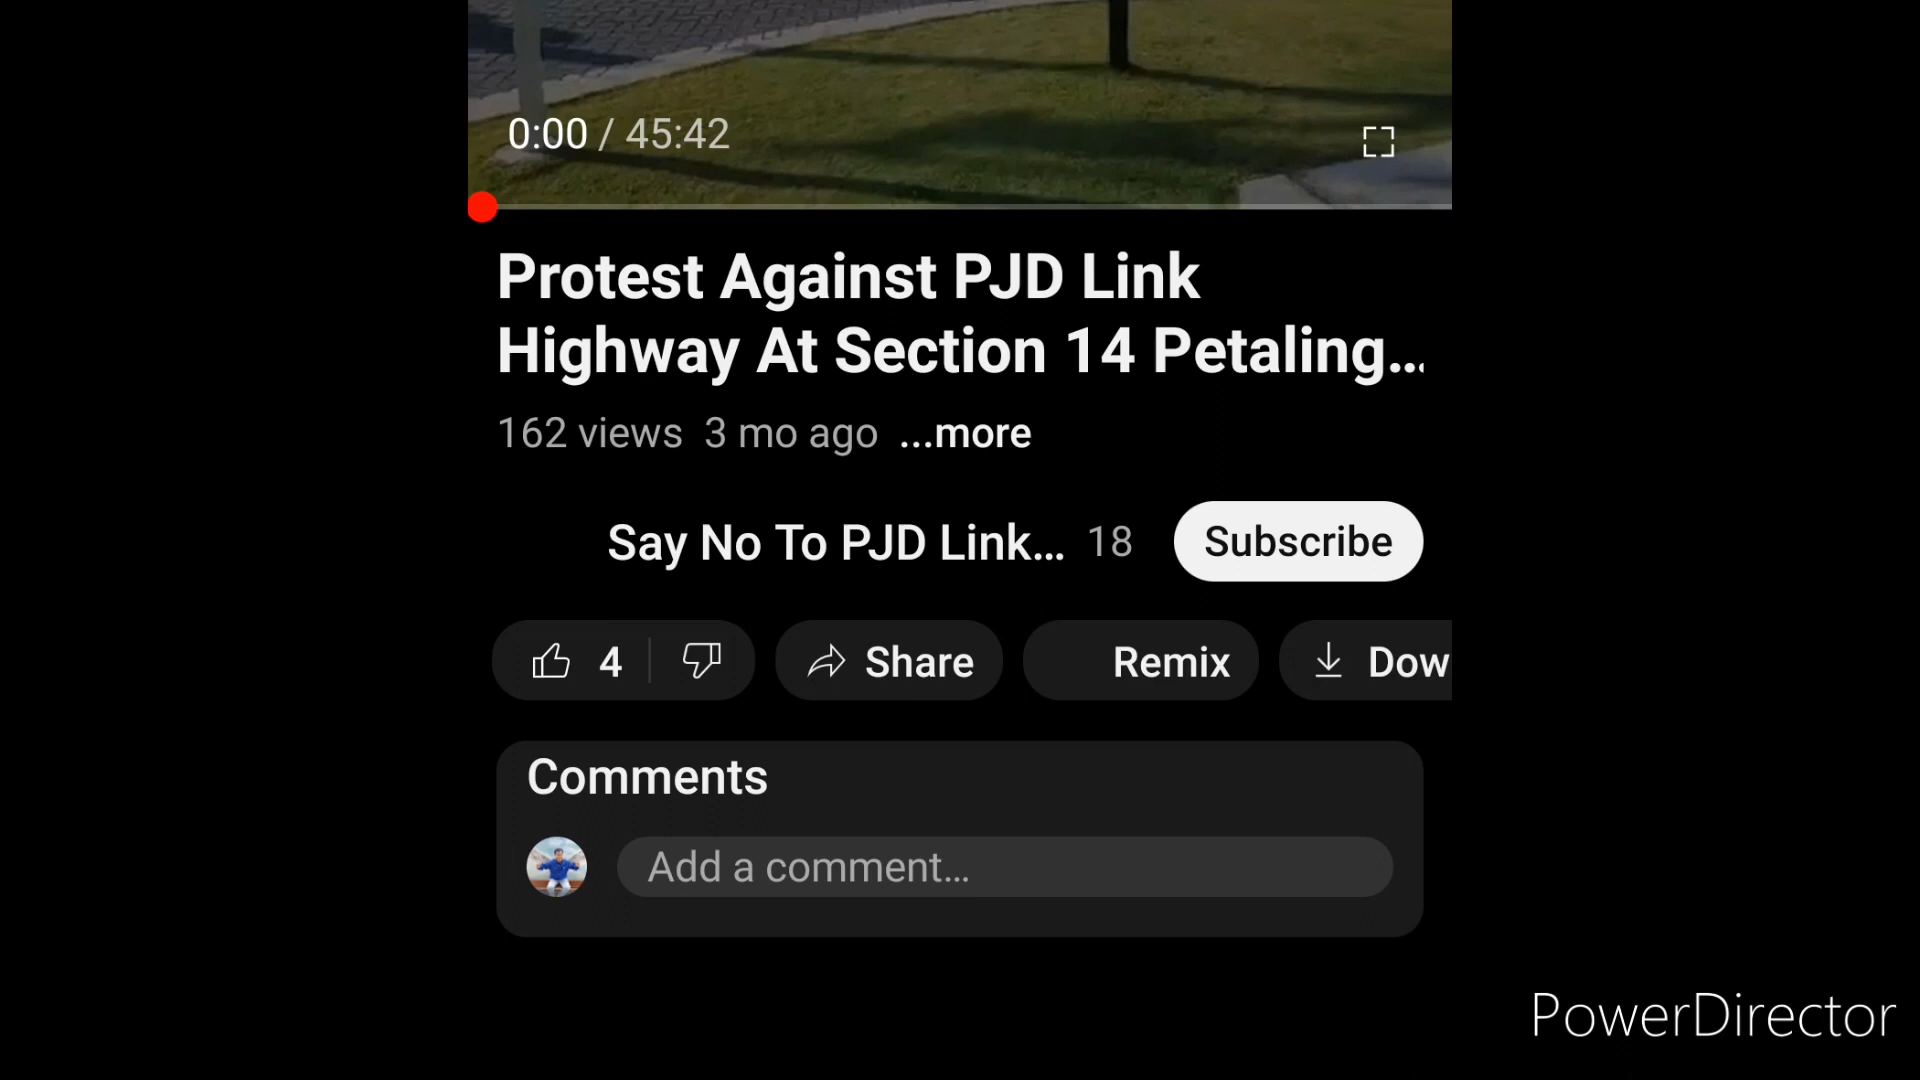 0:00 / 45:42
Protest Against PJD Link
Highway At Section 14 Petaling...
162 views 3 mo ago ...more
Say No To PJD Link... 18 Subscribe
4 Share Remix Dow
Comments
Add a comment...
PowerDirector